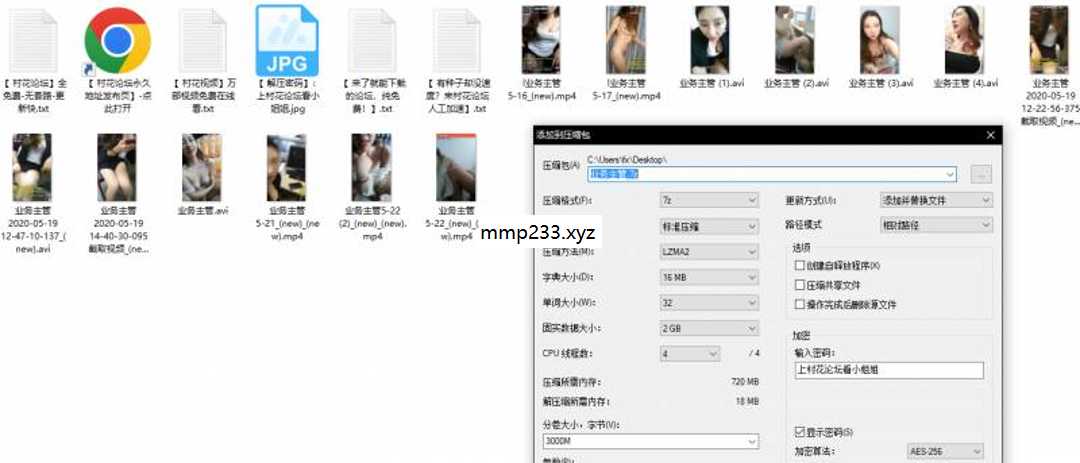 【 村花论坛】全
免费-无套路-更
新快.txt
村花论坛永久
地址发布页】-点
此打开
【 村花视频】万
部视频免费在线
看.txt
JPG
【 解压密码】：
上村花论坛看小
姐姐.jpg
【 来了就能下载
的论坛，纯免
费！ 】.txt
【 有种子却没速
度？来村花论坛
人工加速】.txt
业务主管
5-16_(new).mp4
业务主管
5-17_(new).mp4
业务主管 (1).avi
业务主管 (2).avi
业务主管 (3).avi
业务主管 (4).avi
业务主管
2020-05-19
12-22-56-375
截取视频_(ne...
业务主管
2020-05-19
12-47-10-137_(
new).avi
业务主管
2020-05-19
14-40-30-095
截取视频_(ne...
业务主管.avi
业务主管
5-21_(new)_(ne
w).mp4
业务主管5-22
(2)_(new)_(new
).mp4
业务主管
5-22_(new)_(ne
w).mp4
mmp233.xyz
添加到压缩包
压缩包(A)
C:\Users\fx\Desktop\
业务主管.7z
...
压缩格式(F):
7z
更新方式(U):
添加并替换文件
标准压缩
路径模式
相对路径
压缩方法(M):
LZMA2
选项
字典大小(D):
16 MB
创建自释放程序(X)
压缩共享文件
单词大小(W):
32
操作完成后删除源文件
固实数据大小:
2 GB
加密
CPU 线程数:
4
/ 4
输入密码:
上村花论坛看小姐姐
压缩所需内存:
720 MB
解压缩所需内存:
18 MB
分卷大小，字节(V):
显示密码(S)
3000M
加密算法:
AES-256